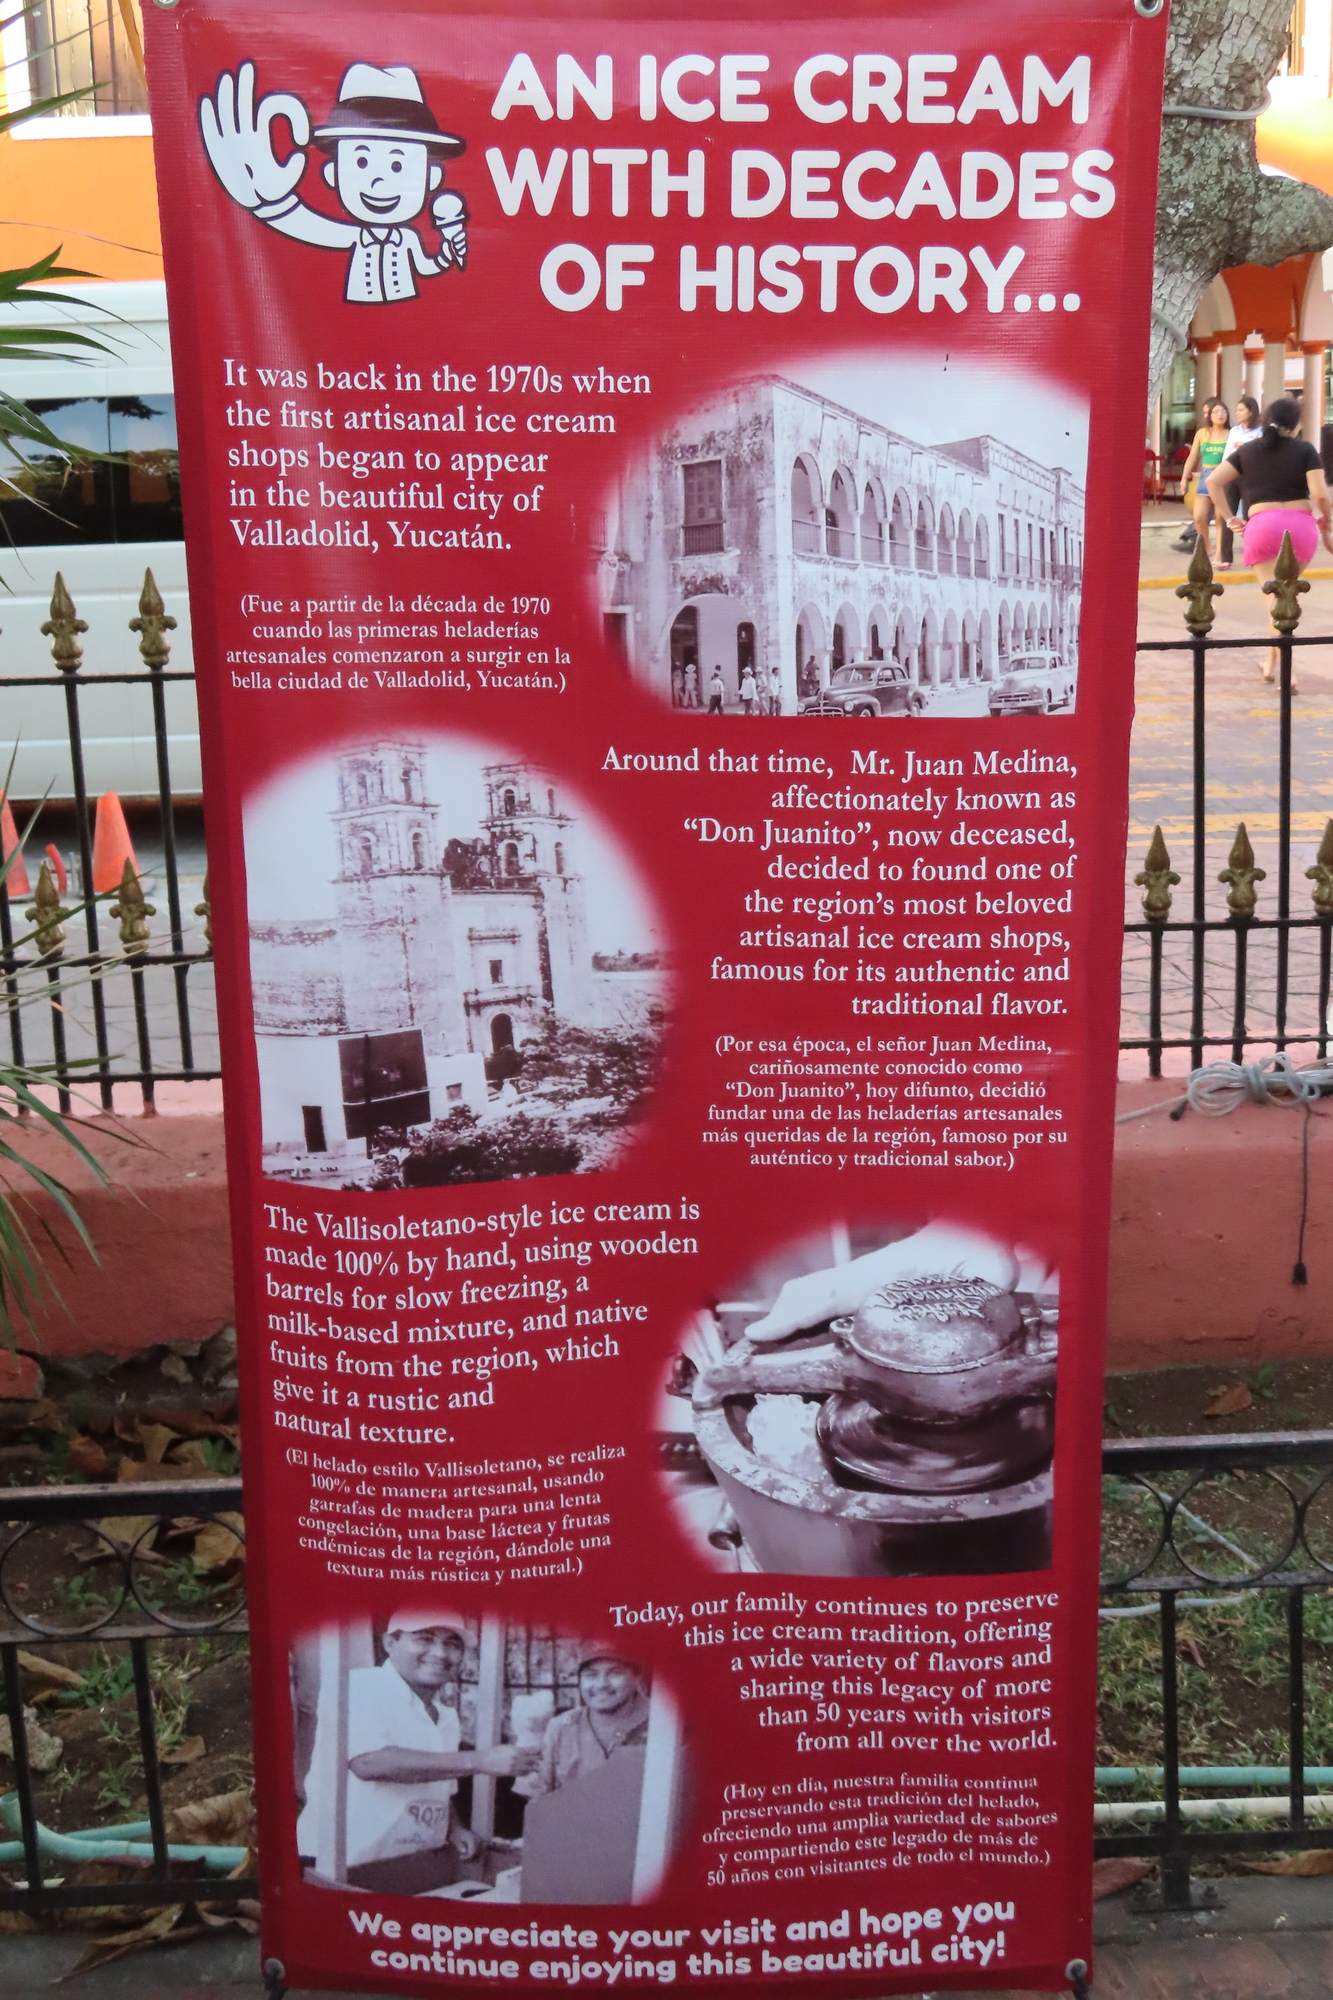 AN ICE CREAM
WITH DECADES
OF HISTORY...
It was back in the 1970s when
the first artisanal ice cream
shops began to appear
in the beautiful city of
Valladolid, Yucatán.
(Fue a partir de la década de 1970
cuando las primeras heladerías
artesanales comenzaron a surgir en la
bella ciudad de Valladolid, Yucatán.)
Around that time, Mr. Juan Medina,
affectionately known as
“Don Juanito”, now deceased,
decided to found one of
the region’s most beloved
artisanal ice cream shops,
famous for its authentic and
traditional flavor.
(Por esa época, el señor Juan Medina,
cariñosamente conocido como
“Don Juanito”, hoy difunto, decidió
fundar una de las heladerías artesanales
más queridas de la región, famoso por su
auténtico y tradicional sabor.)
The Vallisoletano-style ice cream is
made 100% by hand, using wooden
barrels for slow freezing, a
milk-based mixture, and native
fruits from the region, which
give it a rustic and
natural texture.
(El helado estilo Vallisoletano, se realiza
100% de manera artesanal, usando
garrafas de madera para una lenta
congelación, una base láctea y frutas
endémicas de la región, dándole una
textura más rústica y natural.)
Today, our family continues to preserve
this ice cream tradition, offering
a wide variety of flavors and
sharing this legacy of more
than 50 years with visitors
from all over the world.
(Hoy en día, nuestra familia continua
preservando esta tradición del helado,
ofreciendo una amplia variedad de sabores
y compartiendo este legado de más de
50 años con visitantes de todo el mundo.)
We appreciate your visit and hope you
continue enjoying this beautiful city!